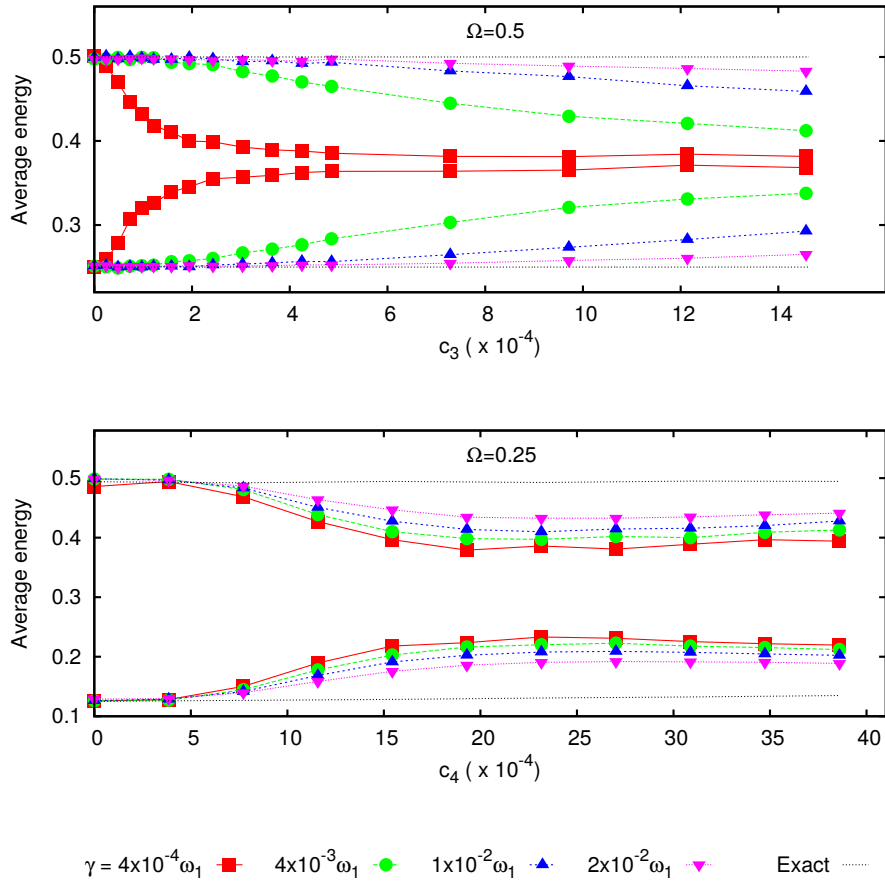 Ω=0.5
0.5
0.4
0.3
Average energy
0 2 4 6 8 10 12 14
c₃ ( x 10⁻⁴)
Ω=0.25
0.5
0.4
0.3
0.2
0.1
Average energy
0 5 10 15 20 25 30 35 40
c₄ ( x 10⁻⁴)
γ = 4x10⁻⁴ω₁ 4x10⁻³ω₁ 1x10⁻²ω₁ 2x10⁻²ω₁ Exact